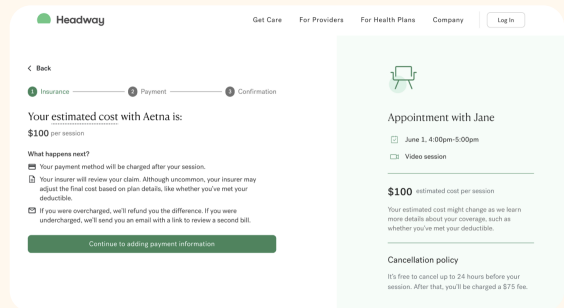 Headway
Get Care
For Providers
For Health Plans
Company
Log In
Back
1 Insurance
2 Payment
3 Confirmation
Your estimated cost with Aetna is:
$100 per session
What happens next?
Your payment method will be charged after your session.
Your insurer will review your claim. Although uncommon, your insurer may
adjust the final cost based on plan details, like whether you've met your
deductible.
If you were overcharged, we'll refund you the difference. If you were
undercharged, we'll send you an email with a link to review a second bill.
Continue to adding payment information
Appointment with Jane
June 1, 4:00pm-5:00pm
Video session
$100 estimated cost per session
Your estimated cost might change as we learn
more details about your coverage, such as
whether you've met your deductible.
Cancellation policy
It's free to cancel up to 24 hours before your
session. After that, you'll be charged a $75 fee.